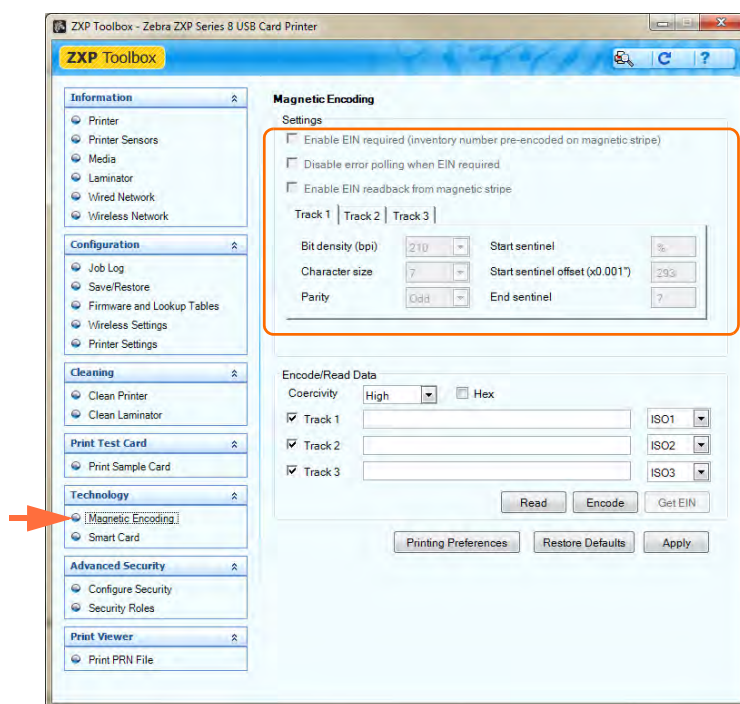 ZXP Toolbox - Zebra ZXP Series 8 USB Card Printer
ZXP Toolbox
Information
Printer
Printer Sensors
Media
Laminator
Wired Network
Wireless Network
Configuration
Job Log
Save/Restore
Firmware and Lookup Tables
Wireless Settings
Printer Settings
Cleaning
Clean Printer
Clean Laminator
Print Test Card
Print Sample Card
Technology
Magnetic Encoding
Smart Card
Advanced Security
Configure Security
Security Roles
Print Viewer
Print PRN File
Magnetic Encoding
Settings
Enable EIN required (inventory number pre-encoded on magnetic stripe)
Disable error polling when EIN required
Enable EIN readback from magnetic stripe
Track 1 Track 2 Track 3
Bit density (bpi) 210 Start sentinel %
Character size 7 Start sentinel offset (x0.001") 293
Parity Odd End sentinel ?
Encode/Read Data
Coercivity High Hex
Track 1 ISO1
Track 2 ISO2
Track 3 ISO3
Read Encode Get EIN
Printing Preferences Restore Defaults Apply